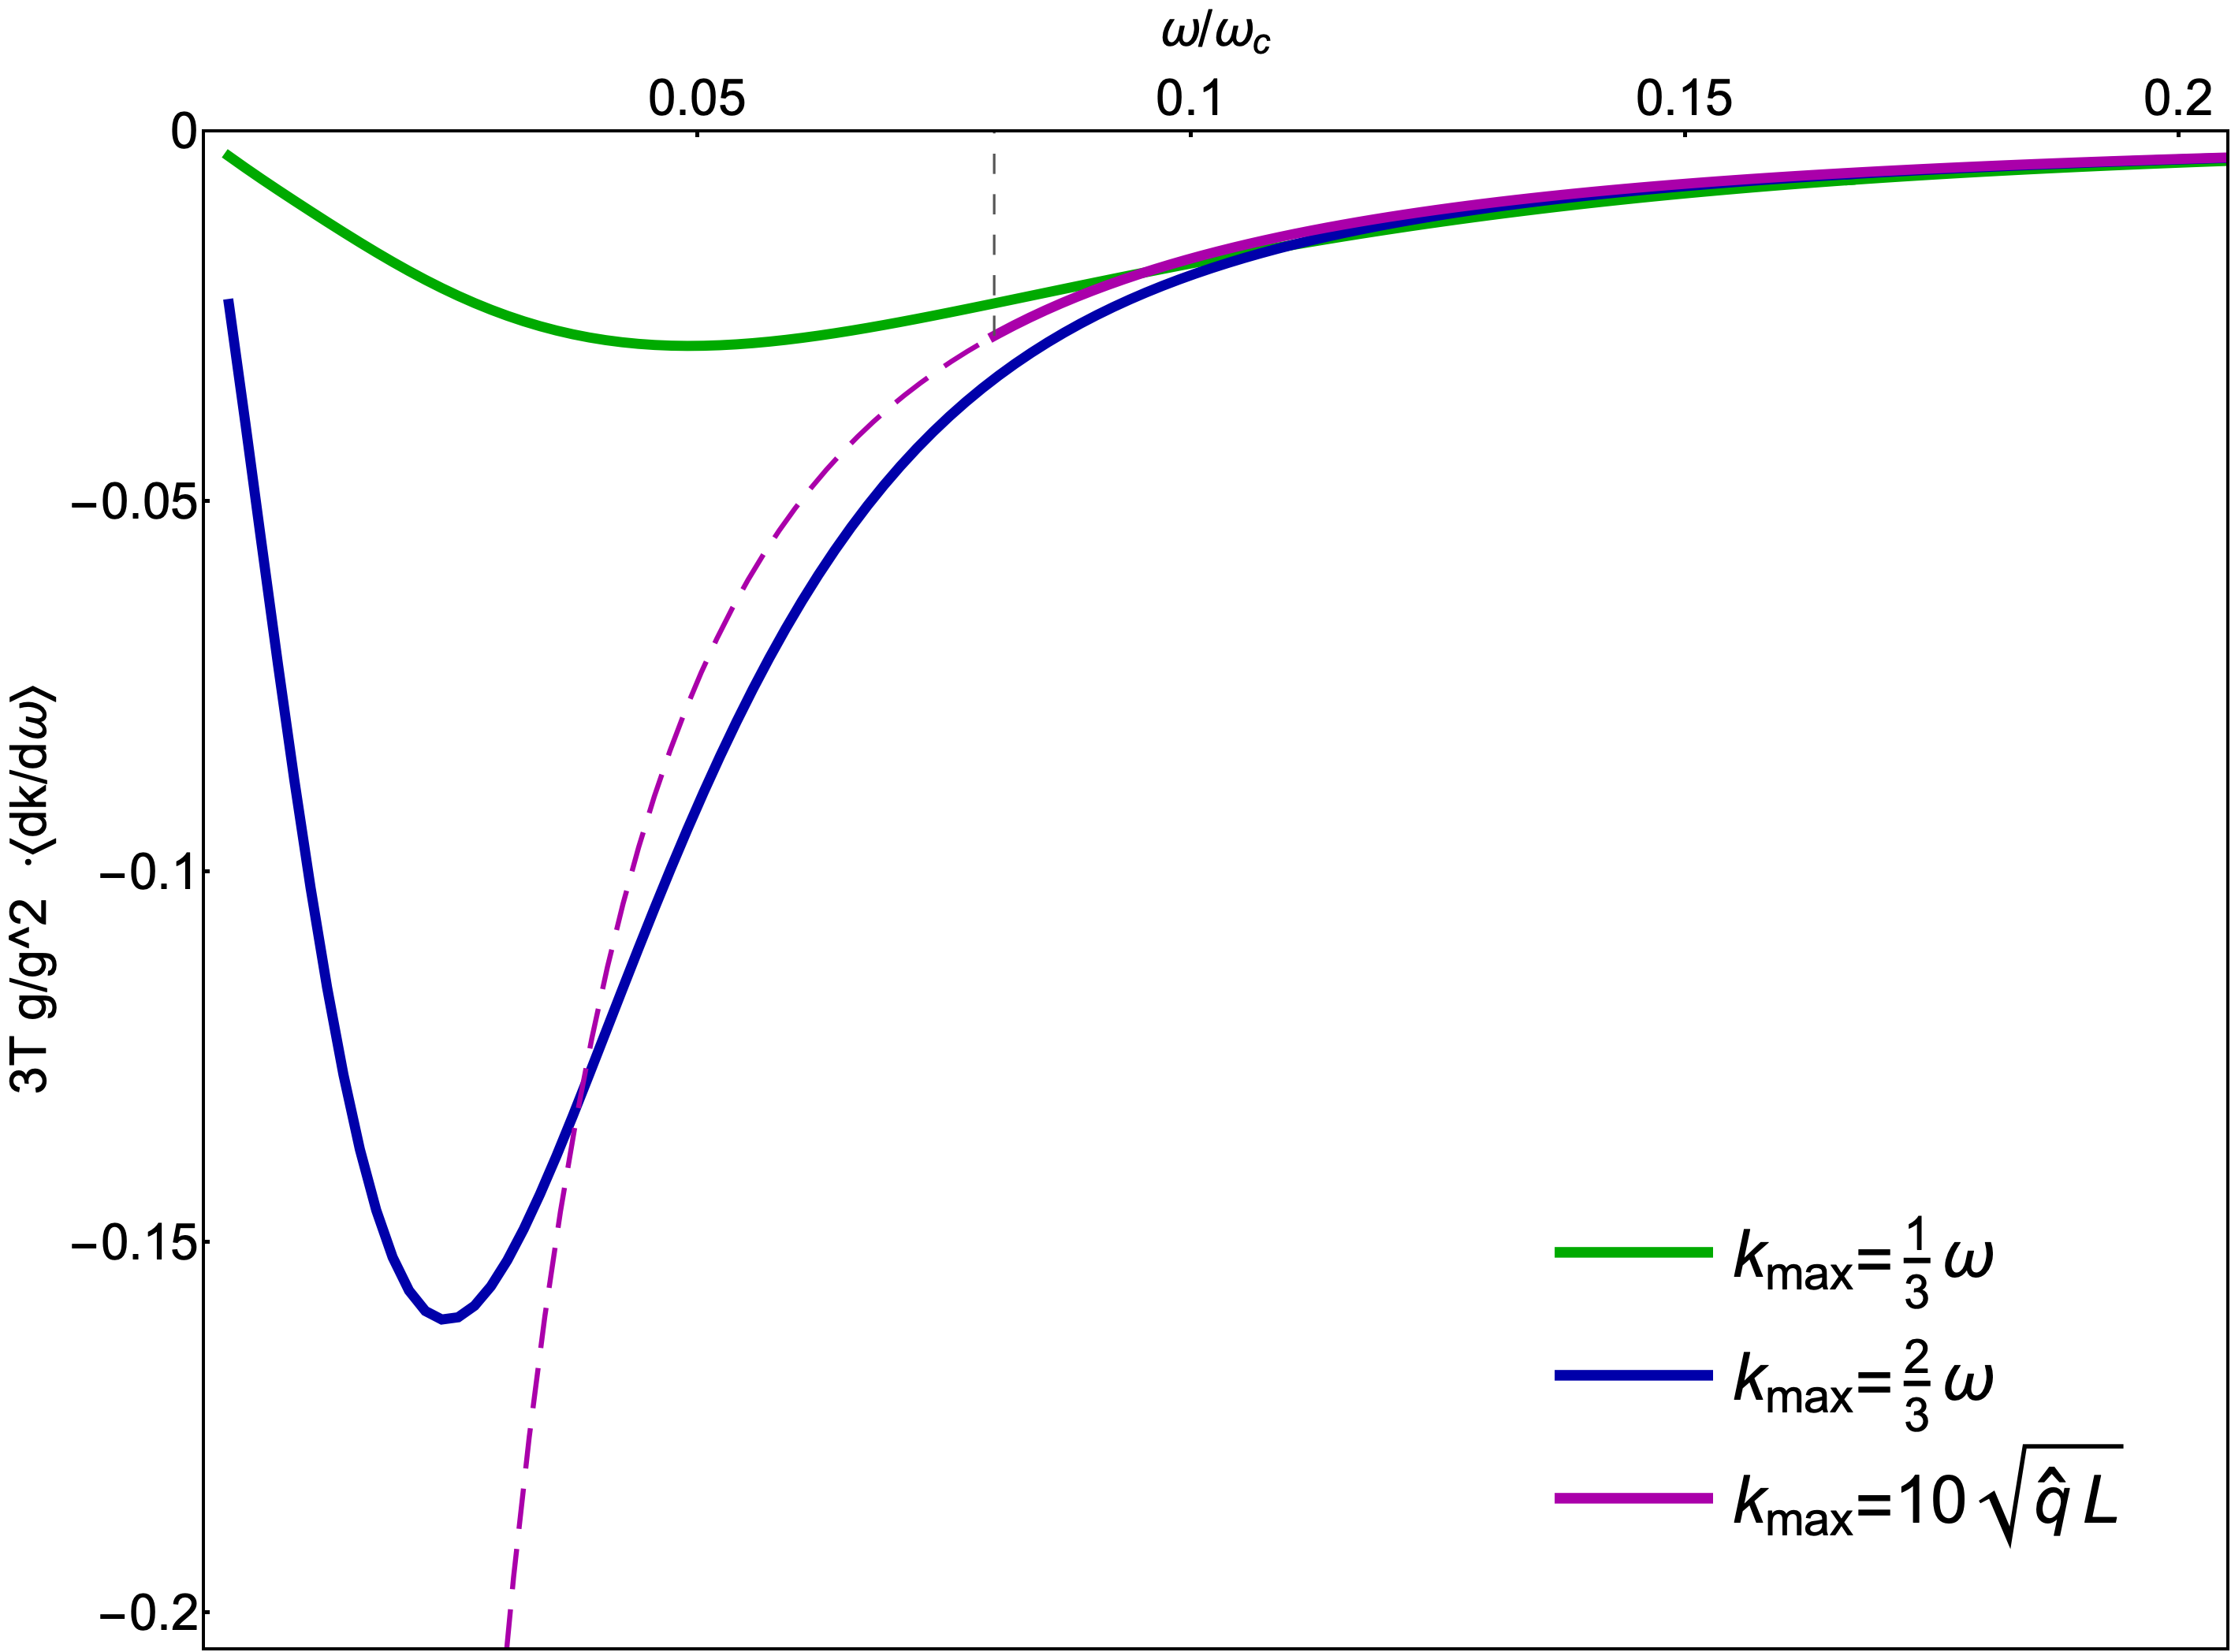 ω/ω_c
0.05 0.1 0.15 0.2
0
−0.05
−0.1
−0.15
−0.2
3T g/g^2 ·⟨dk/dω⟩
k_max=1/3 ω
k_max=2/3 ω
k_max=10√(q̂ L)